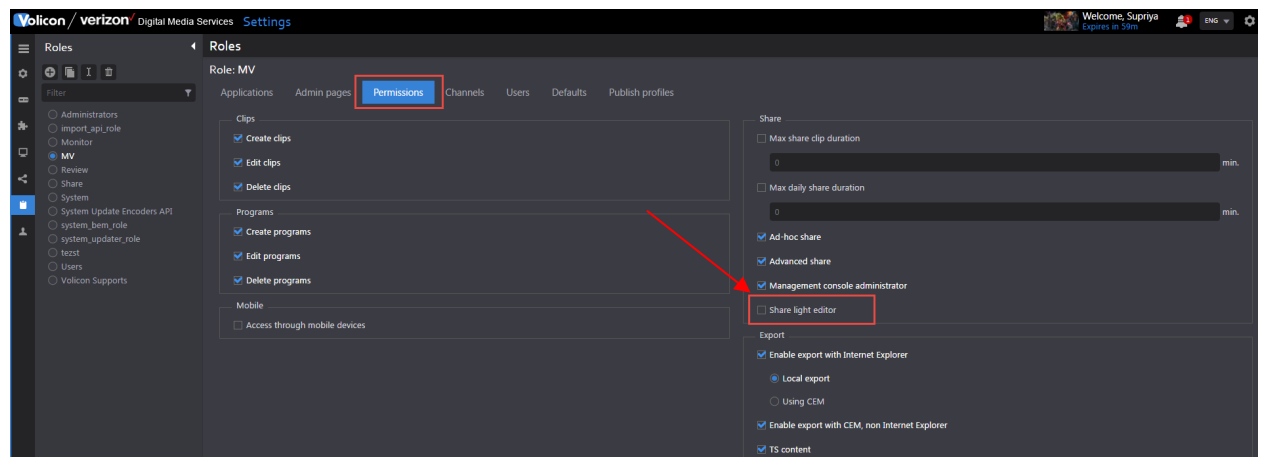 Volicon / verizon✓ Digital Media Services Settings
Welcome, Supriya
Expires in 59m
ENG
Roles
Roles
Role: MV
Filter
Applications Admin pages Permissions Channels Users Defaults Publish profiles
Administrators
import_api_role
Monitor
MV
Review
Share
System
System Update Encoders API
system_bem_role
system_updater_role
tezst
Users
Volicon Supports
Clips
Create clips
Edit clips
Delete clips
Programs
Create programs
Edit programs
Delete programs
Mobile
Access through mobile devices
Share
Max share clip duration
0 min.
Max daily share duration
0 min.
Ad-hoc share
Advanced share
Management console administrator
Share light editor
Export
Enable export with Internet Explorer
Local export
Using CEM
Enable export with CEM, non Internet Explorer
TS content